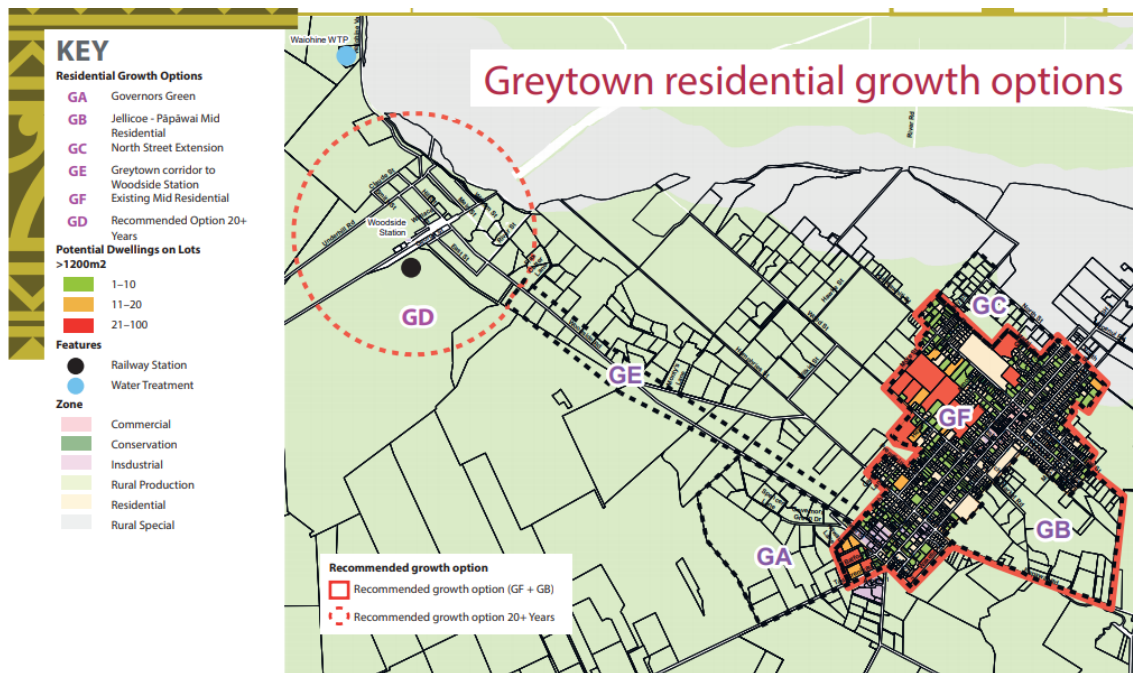 KEY
Residential Growth Options
GA Governors Green
GB Jellicoe - Pāpāwai Mid
Residential
GC North Street Extension
GE Greytown corridor to
Woodside Station
GF Existing Mid Residential
GD Recommended Option 20+
Years
Potential Dwellings on Lots
>1200m2
1–10
11–20
21–100
Features
Railway Station
Water Treatment
Zone
Commercial
Conservation
Insdustrial
Rural Production
Residential
Rural Special
Greytown residential growth options
Waiohine WTP
River Rd
Underhill Rd
Woodside
Station
GD
GE
GC
GF
GA
GB
Recommended growth option
Recommended growth option (GF + GB)
Recommended growth option 20+ Years